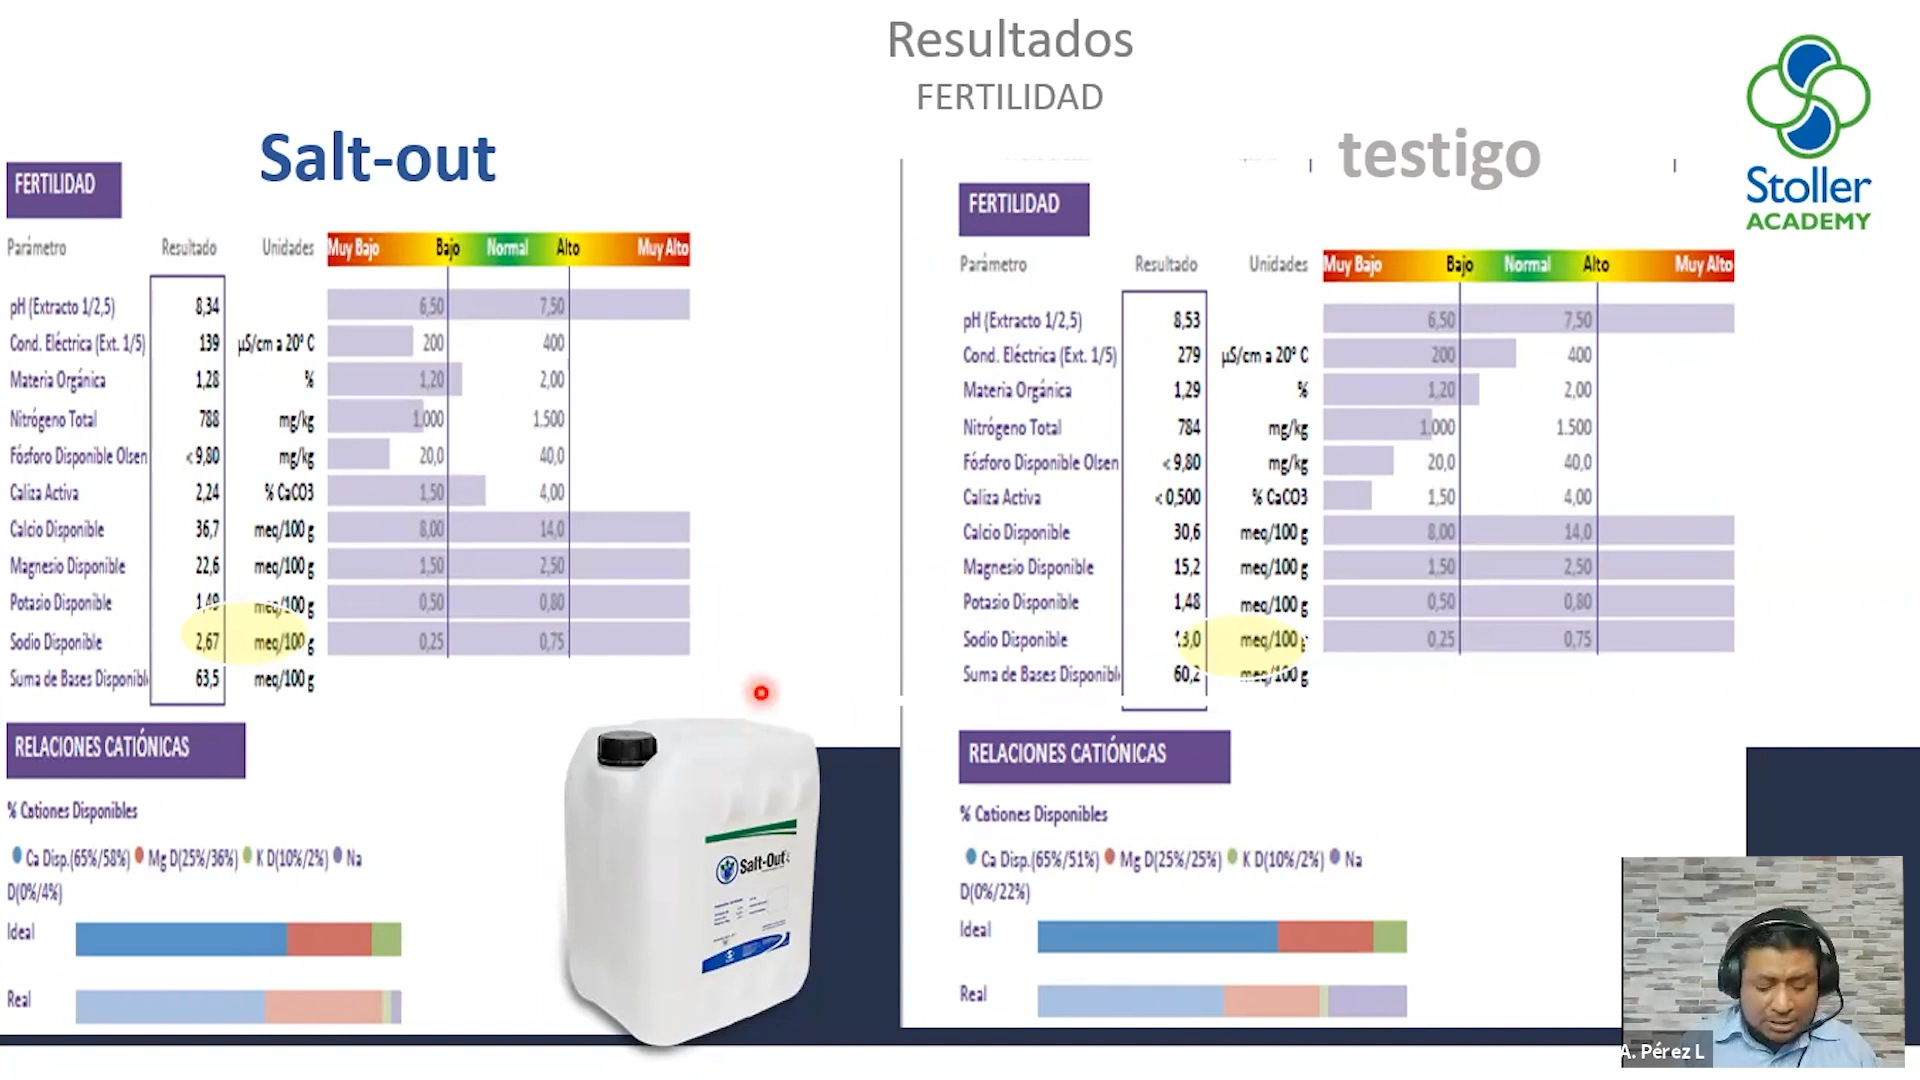 Resultados
FERTILIDAD
Stoller
ACADEMY
Salt-out
FERTILIDAD
Parámetro Resultado Unidades Muy Bajo Bajo Normal Alto Muy Alto
pH (Extracto 1/2,5) 8,34 6,50 7,50
Cond. Eléctrica (Ext. 1/5) 139 µS/cm a 20º C 200 400
Materia Orgánica 1,28 % 1,20 2,00
Nitrógeno Total 788 mg/kg 1.000 1.500
Fósforo Disponible Olsen < 9,80 mg/kg 20,0 40,0
Caliza Activa 2,24 % CaCO3 1,50 4,00
Calcio Disponible 36,7 meq/100 g 8,00 14,0
Magnesio Disponible 22,6 meq/100 g 1,50 2,50
Potasio Disponible 1,49 meq/100 g 0,50 0,80
Sodio Disponible 2,67 meq/100 g 0,25 0,75
Suma de Bases Disponibl 63,5 meq/100 g
RELACIONES CATIÓNICAS
% Cationes Disponibles
Ca Disp.(65%/58%) Mg D(25%/36%) K D(10%/2%) Na
D(0%/4%)
Ideal
Real
Salt-Out
testigo
FERTILIDAD
Parámetro Resultado Unidades Muy Bajo Bajo Normal Alto Muy Alto
pH (Extracto 1/2,5) 8,53 6,50 7,50
Cond. Eléctrica (Ext. 1/5) 279 µS/cm a 20º C 200 400
Materia Orgánica 1,29 % 1,20 2,00
Nitrógeno Total 784 mg/kg 1.000 1.500
Fósforo Disponible Olsen < 9,80 mg/kg 20,0 40,0
Caliza Activa < 0,500 % CaCO3 1,50 4,00
Calcio Disponible 30,6 meq/100 g 8,00 14,0
Magnesio Disponible 15,2 meq/100 g 1,50 2,50
Potasio Disponible 1,48 meq/100 g 0,50 0,80
Sodio Disponible 13,0 meq/100 g 0,25 0,75
Suma de Bases Disponibl 60,2 meq/100 g
RELACIONES CATIÓNICAS
% Cationes Disponibles
Ca Disp.(65%/51%) Mg D(25%/25%) K D(10%/2%) Na
D(0%/22%)
Ideal
Real
A. Pérez L